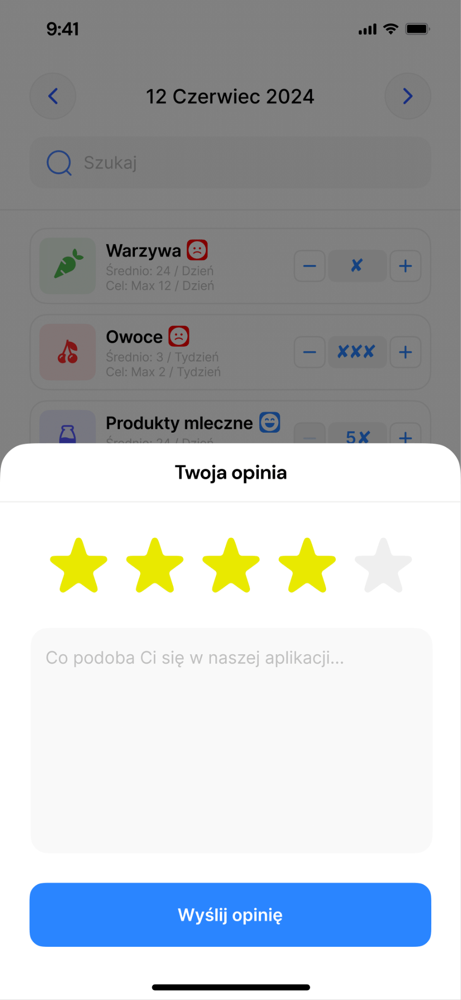 9:41
12 Czerwiec 2024
Szukaj
Warzywa
Średnio: 24 / Dzień
Cel: Max 12 / Dzień
✘
Owoce
Średnio: 3 / Tydzień
Cel: Max 2 / Tydzień
✘✘✘
Produkty mleczne
Średnio: 24 / Dzień
5✘
Twoja opinia
Co podoba Ci się w naszej aplikacji...
Wyślij opinię